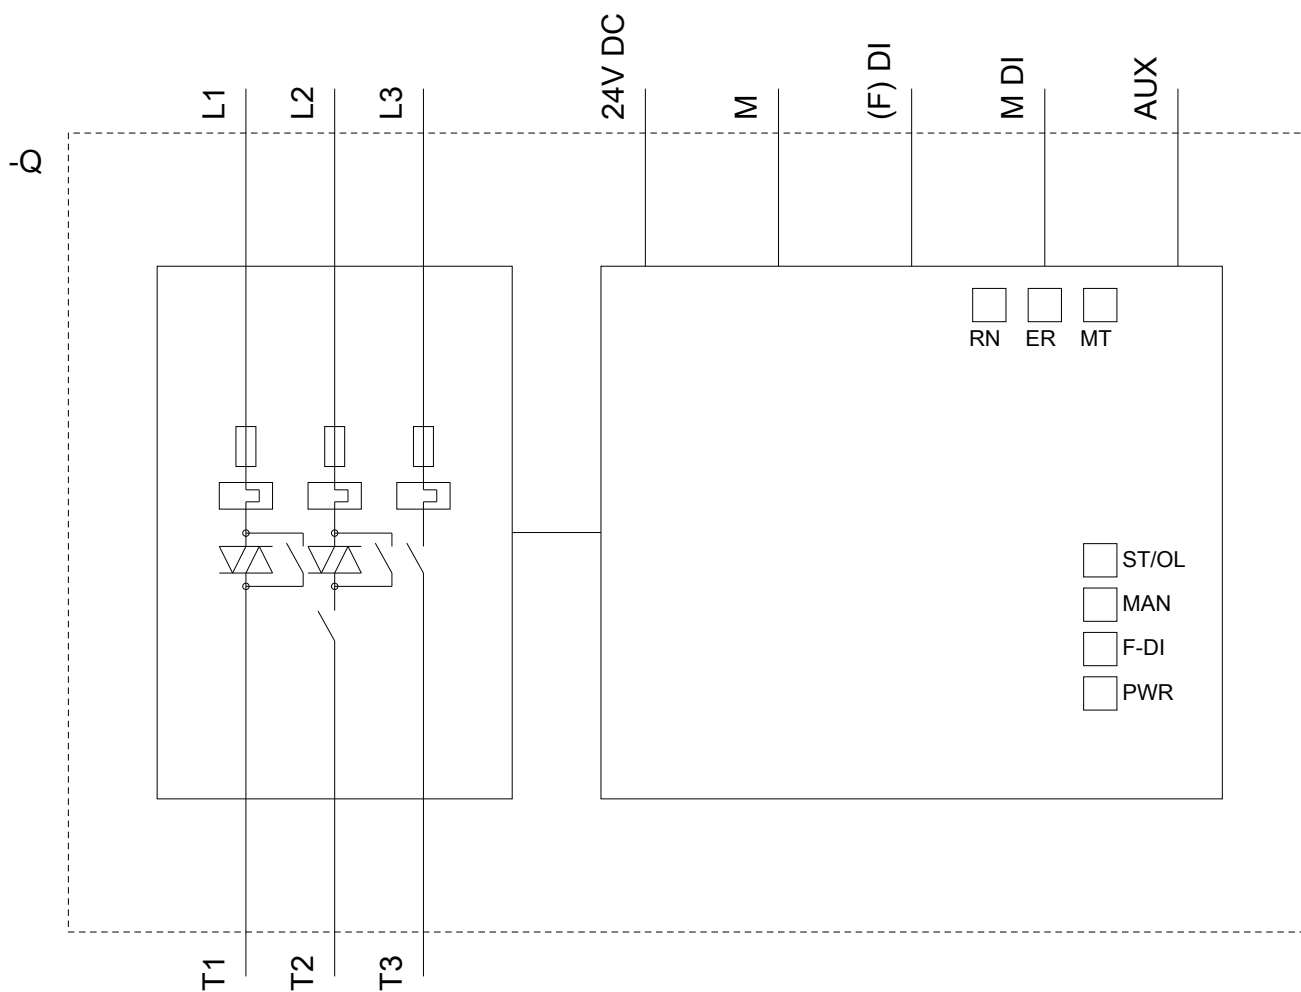 L1
L2
L3
24V DC
M
(F) DI
M DI
AUX
-Q
RN
ER
MT
ST/OL
MAN
F-DI
PWR
T1
T2
T3